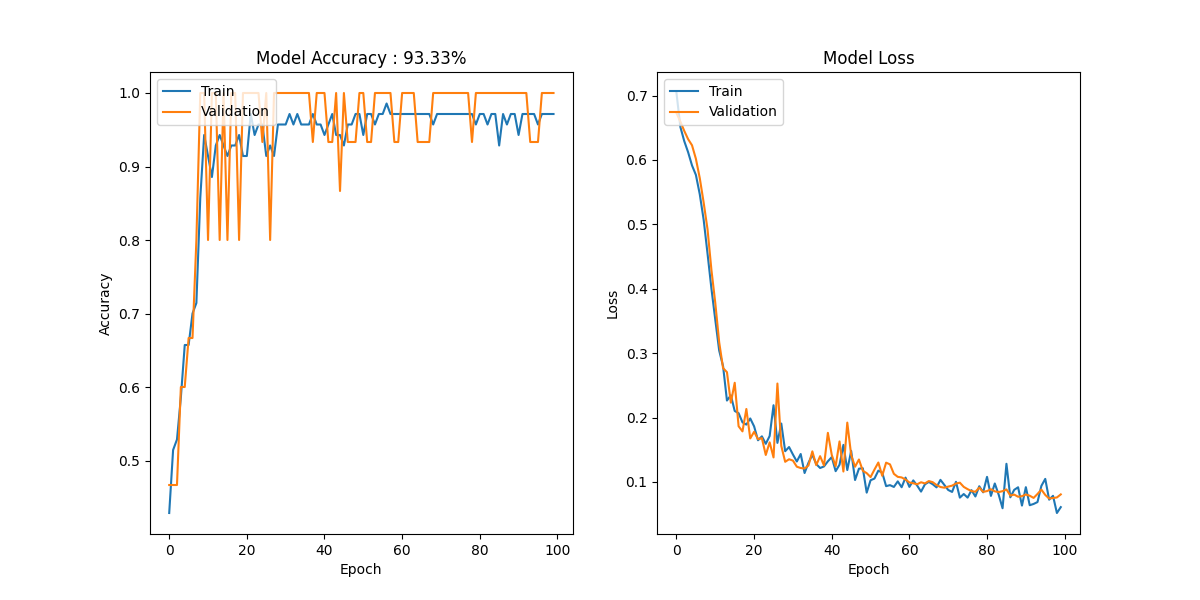 Model Accuracy : 93.33%
Train
Validation
1.0
0.9
0.8
0.7
0.6
0.5
Accuracy
0 20 40 60 80 100
Epoch
Model Loss
Train
Validation
0.7
0.6
0.5
0.4
0.3
0.2
0.1
Loss
0 20 40 60 80 100
Epoch